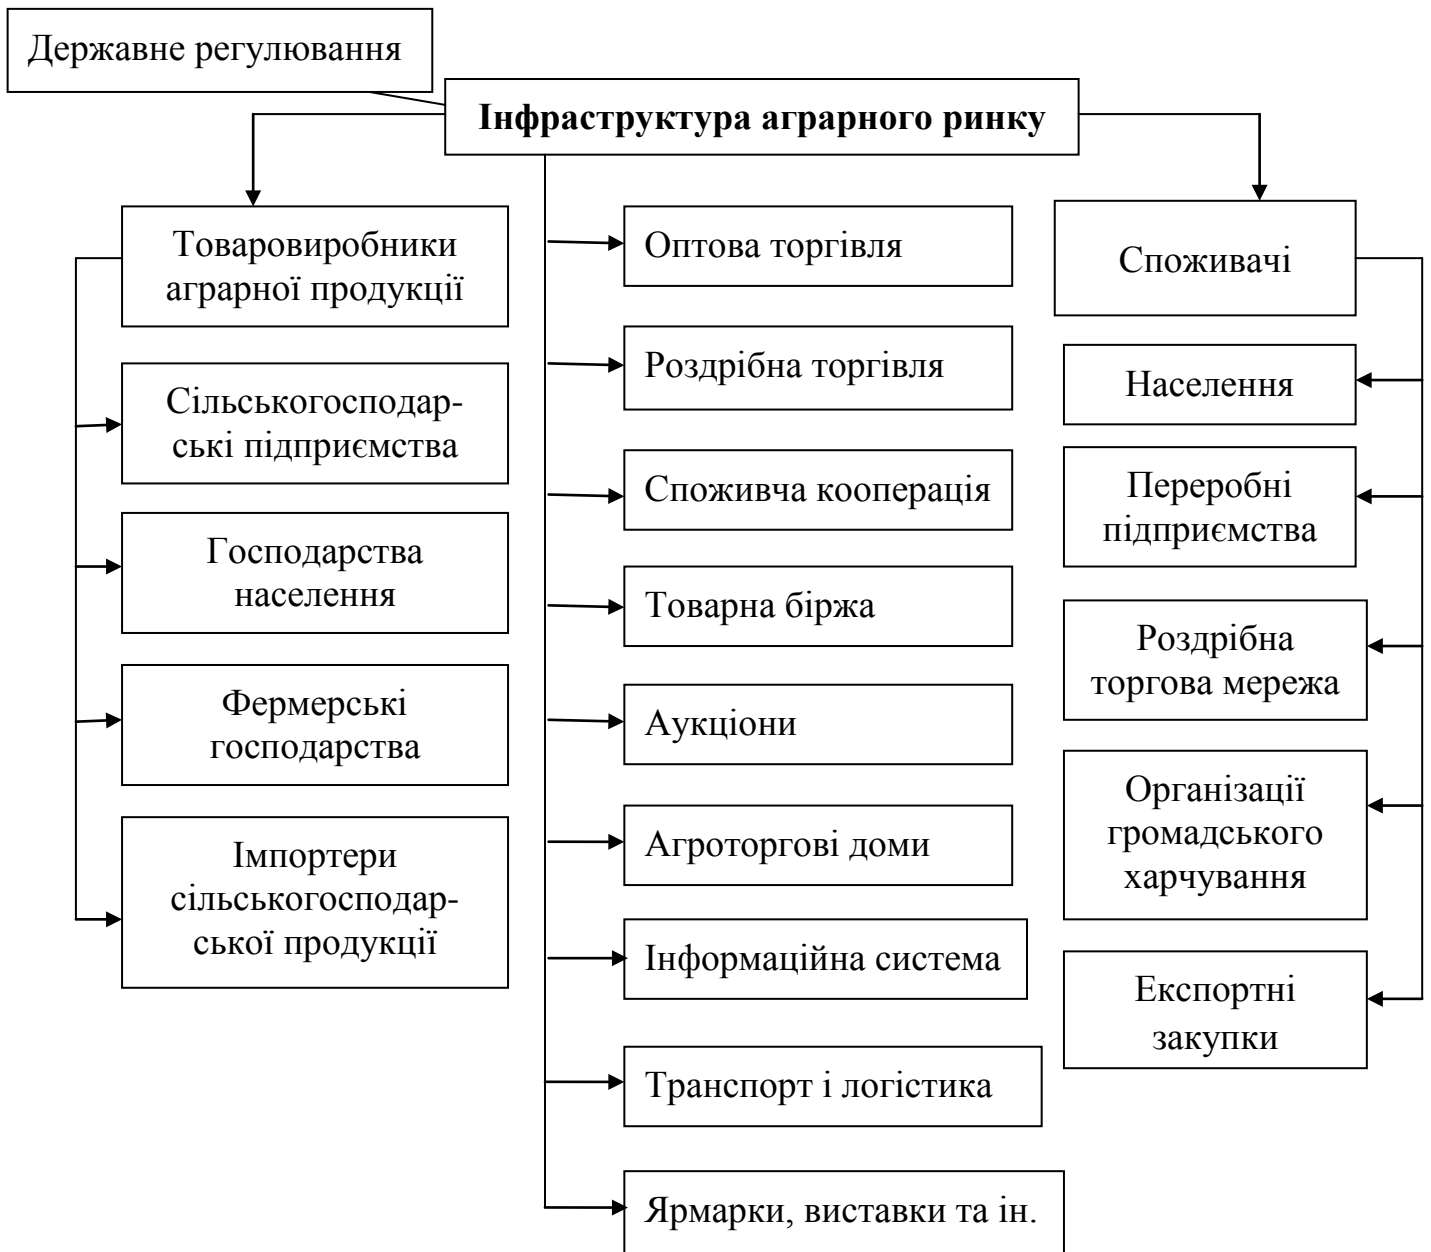 Державне регулювання
Інфраструктура аграрного ринку
Товаровиробники
аграрної продукції
Сільськогосподар-
ські підприємства
Господарства
населення
Фермерські
господарства
Імпортери
сільськогосподар-
ської продукції
Оптова торгівля
Роздрібна торгівля
Споживча кооперація
Товарна біржа
Аукціони
Агроторгові доми
Інформаційна система
Транспорт і логістика
Ярмарки, виставки та ін.
Споживачі
Населення
Переробні
підприємства
Роздрібна
торгова мережа
Організації
громадського
харчування
Експортні
закупки